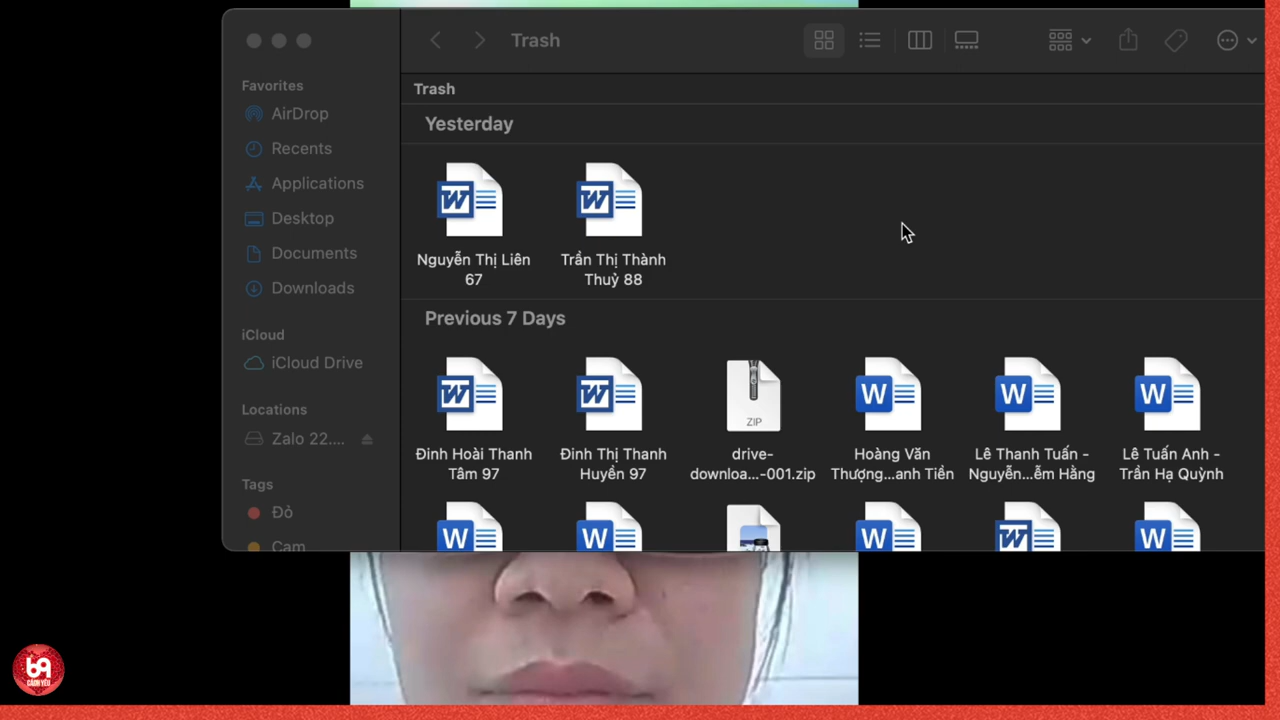 Trash
Favorites
AirDrop
Recents
Applications
Desktop
Documents
Downloads
iCloud
iCloud Drive
Locations
Zalo 22....
Tags
Đỏ
Cam
Trash
Yesterday
Nguyễn Thị Liên
67
Trần Thị Thành
Thuỷ 88
Previous 7 Days
Đinh Hoài Thanh
Tâm 97
Đinh Thị Thanh
Huyền 97
ZIP
drive-
downloa...-001.zip
Hoàng Văn
Thượng...anh Tiền
Lê Thanh Tuấn -
Nguyễn...ễm Hằng
Lê Tuấn Anh -
Trần Hạ Quỳnh